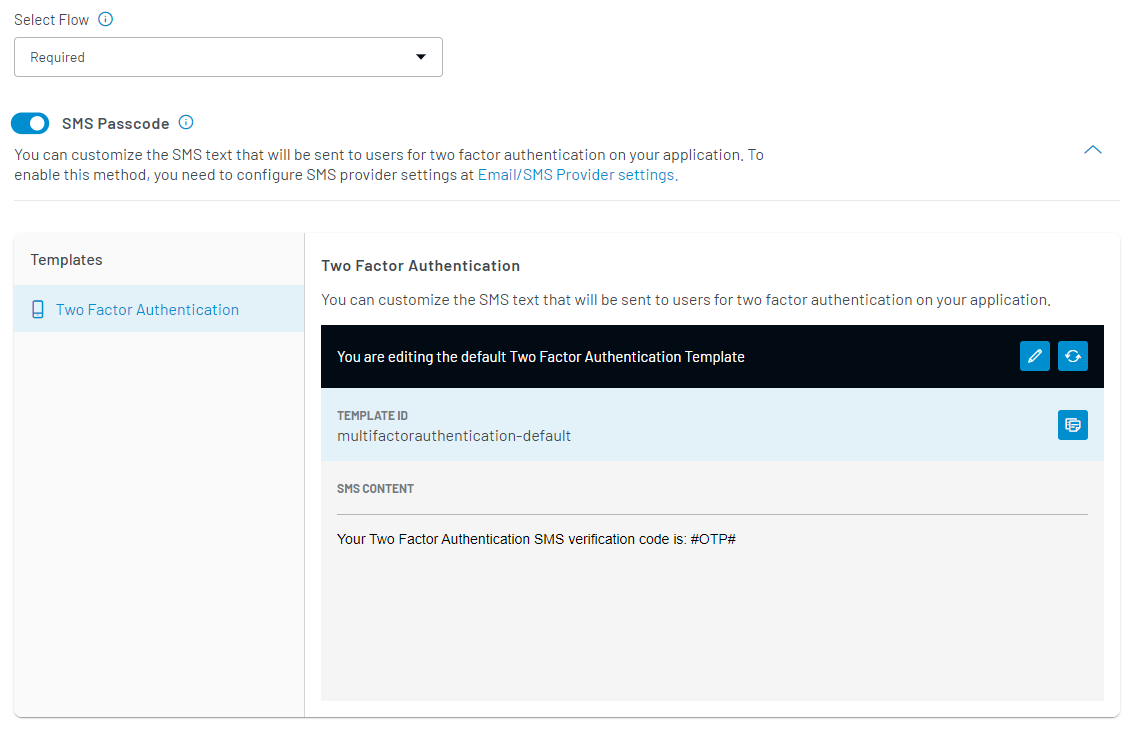 Select Flow
Required
SMS Passcode
You can customize the SMS text that will be sent to users for two factor authentication on your application. To
enable this method, you need to configure SMS provider settings at Email/SMS Provider settings.
Templates
Two Factor Authentication
Two Factor Authentication
You can customize the SMS text that will be sent to users for two factor authentication on your application.
You are editing the default Two Factor Authentication Template
TEMPLATE ID
multifactorauthentication-default
SMS CONTENT
Your Two Factor Authentication SMS verification code is: #OTP#